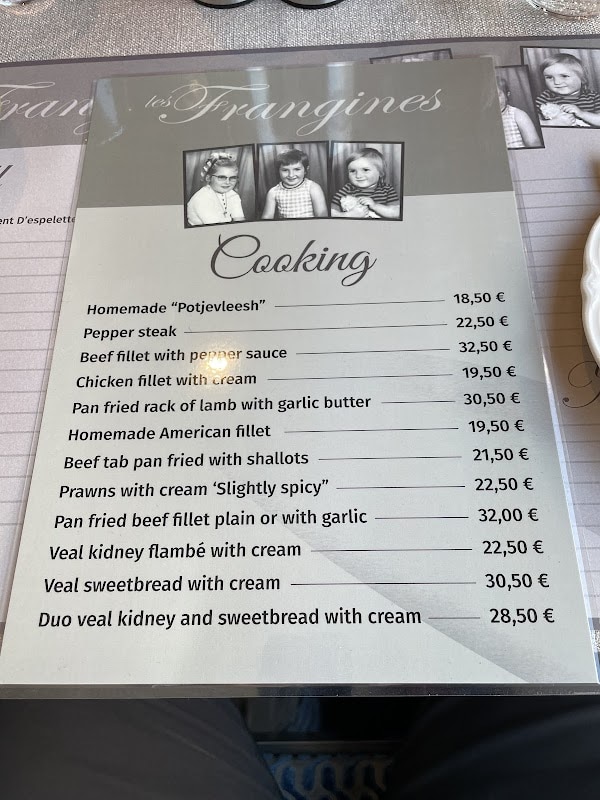 les Frangines
Cooking
Homemade “Potjevleesh” 18,50 €
Pepper steak 22,50 €
Beef fillet with pepper sauce 32,50 €
Chicken fillet with cream 19,50 €
Pan fried rack of lamb with garlic butter 30,50 €
Homemade American fillet 19,50 €
Beef tab pan fried with shallots 21,50 €
Prawns with cream ‘Slightly spicy” 22,50 €
Pan fried beef fillet plain or with garlic 32,00 €
Veal kidney flambé with cream 22,50 €
Veal sweetbread with cream 30,50 €
Duo veal kidney and sweetbread with cream 28,50 €
Frang
ent D'espelette